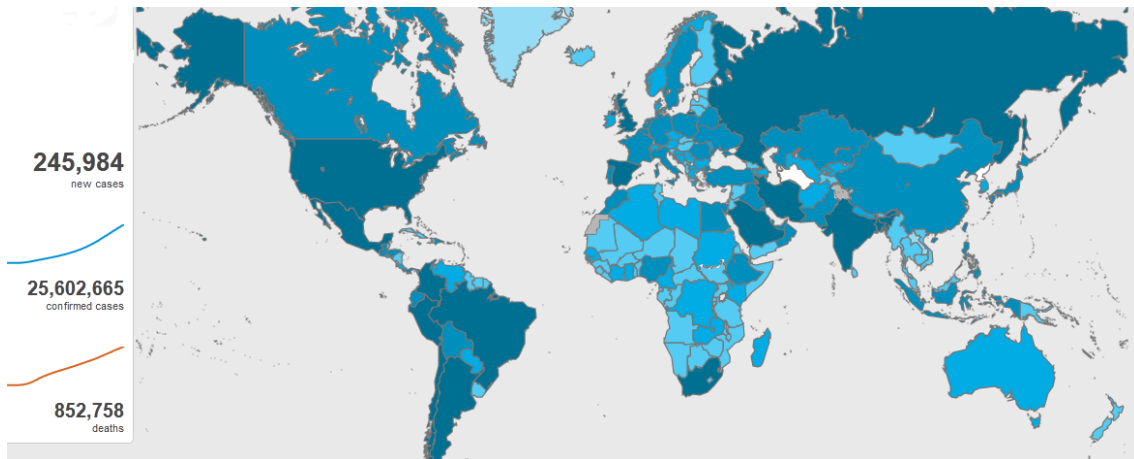 245,984
new cases
25,602,665
confirmed cases
852,758
deaths